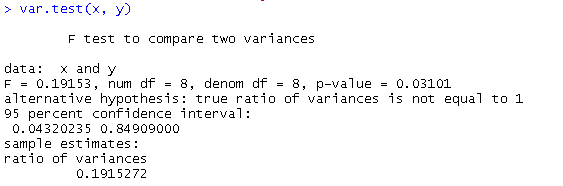 > var.test(x, y)
F test to compare two variances
data:  x and y
F = 0.19153, num df = 8, denom df = 8, p-value = 0.03101
alternative hypothesis: true ratio of variances is not equal to 1
95 percent confidence interval:
0.04320235 0.84909000
sample estimates:
ratio of variances
0.1915272